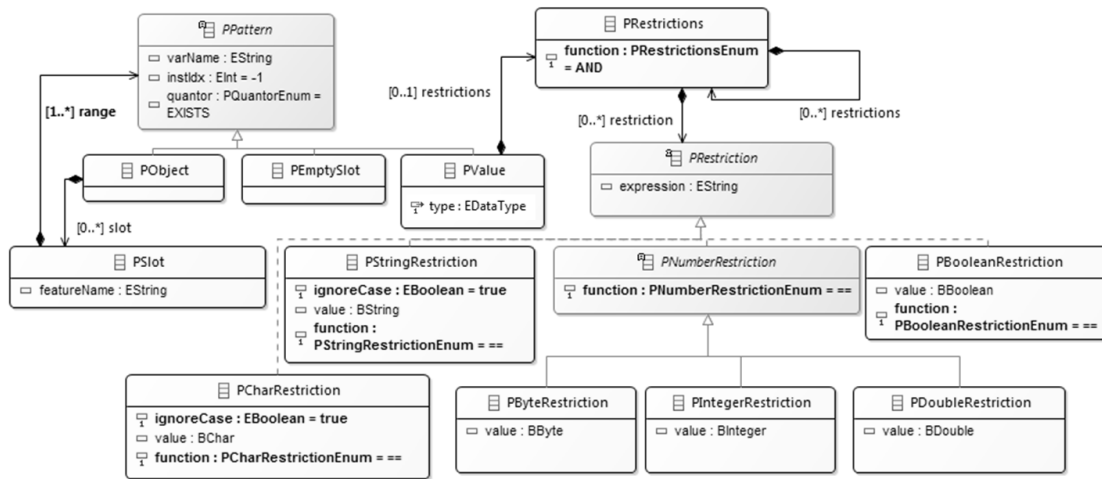 PPattern
varName : EString
instIdx : EInt = -1
quantor : PQuantorEnum =
EXISTS
PRestrictions
function : PRestrictionsEnum
= AND
[0..1] restrictions
[1..*] range
[0..*] restriction
[0..*] restrictions
PObject
PEmptySlot
PValue
type : EDataType
PRestriction
expression : EString
[0..*] slot
PSlot
featureName : EString
PStringRestriction
ignoreCase : EBoolean = true
value : BString
function :
PStringRestrictionEnum = ==
PNumberRestriction
function : PNumberRestrictionEnum = ==
PBooleanRestriction
value : BBoolean
function :
PBooleanRestrictionEnum = ==
PCharRestriction
ignoreCase : EBoolean = true
value : BChar
function : PCharRestrictionEnum = ==
PByteRestriction
value : BByte
PIntegerRestriction
value : BInteger
PDoubleRestriction
value : BDouble